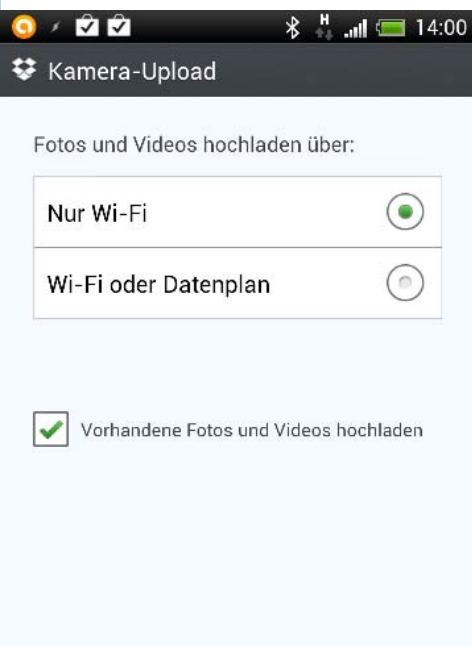 H
14:00
Kamera-Upload
Fotos und Videos hochladen über:
Nur Wi-Fi
Wi-Fi oder Datenplan
Vorhandene Fotos und Videos hochladen